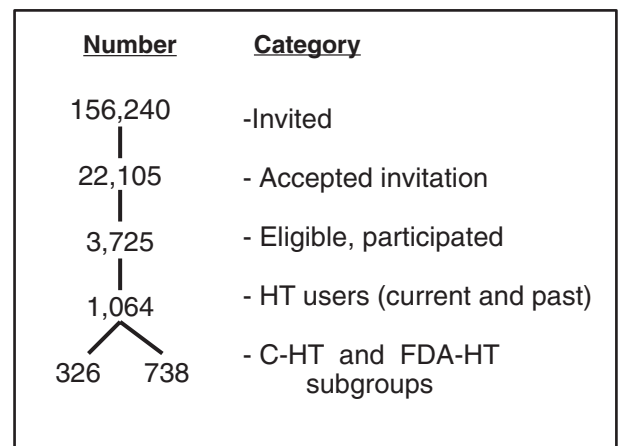 Number Category
156,240 -Invited
22,105 - Accepted invitation
3,725 - Eligible, participated
1,064 - HT users (current and past)
326 738 - C-HT and FDA-HT
subgroups